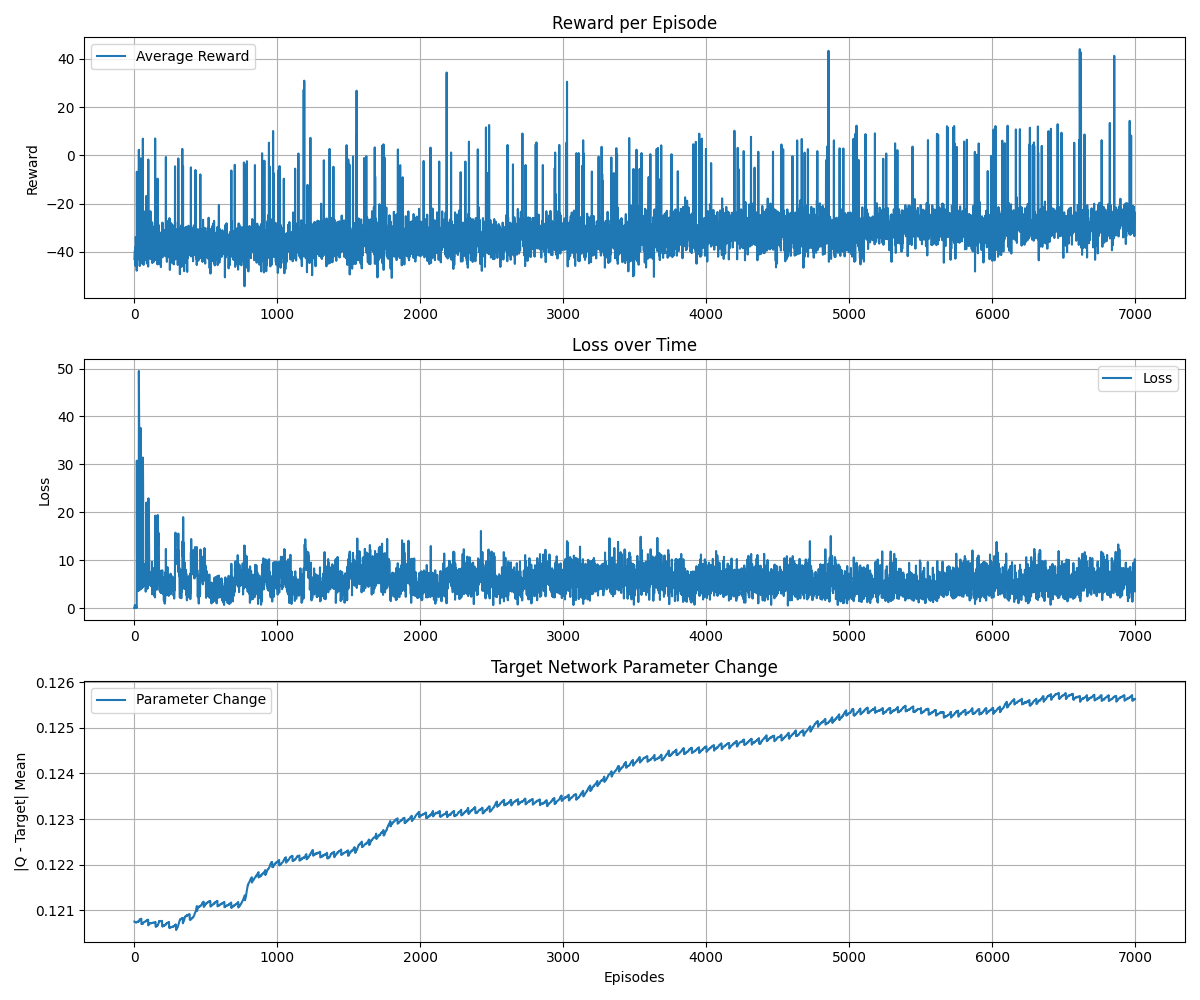 Reward per Episode
Average Reward
40
20
0
−20
−40
Reward
0 1000 2000 3000 4000 5000 6000 7000
Loss over Time
Loss
50
40
30
20
10
0
Loss
0 1000 2000 3000 4000 5000 6000 7000
Target Network Parameter Change
Parameter Change
0.126
0.125
0.124
0.123
0.122
0.121
|Q - Target| Mean
0 1000 2000 3000 4000 5000 6000 7000
Episodes